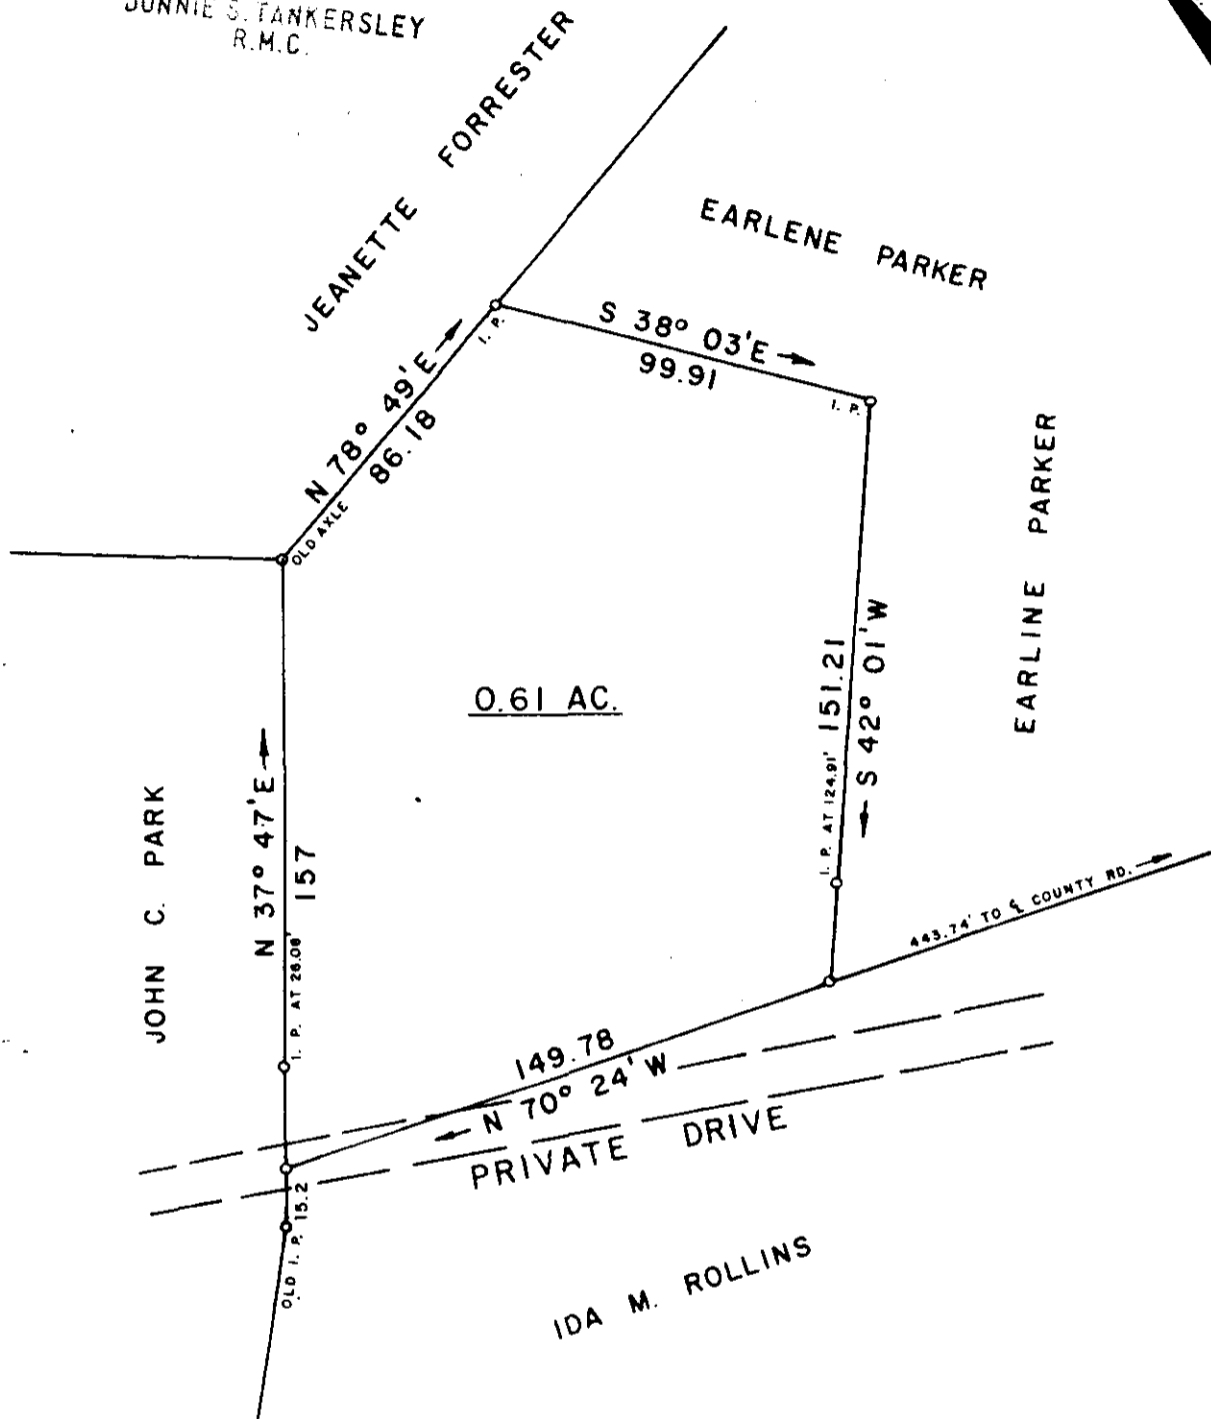 S. TANKERSLEY
R.M.C.
JEANETTE FORRESTER
EARLENE PARKER
S 38° 03'E
99.91
I. P.
I. P.
N 78° 49'E
86.18
OLD AXLE
EARLINE PARKER
0.61 AC.
151.21
S 42° 01'W
I. P. AT 124.91'
JOHN C. PARK
N 37° 47'E
157
I. P. AT 26.06'
443.74' TO ℄ COUNTY RD.
149.78
N 70° 24' W
PRIVATE DRIVE
15.2
OLD I. P.
IDA M. ROLLINS